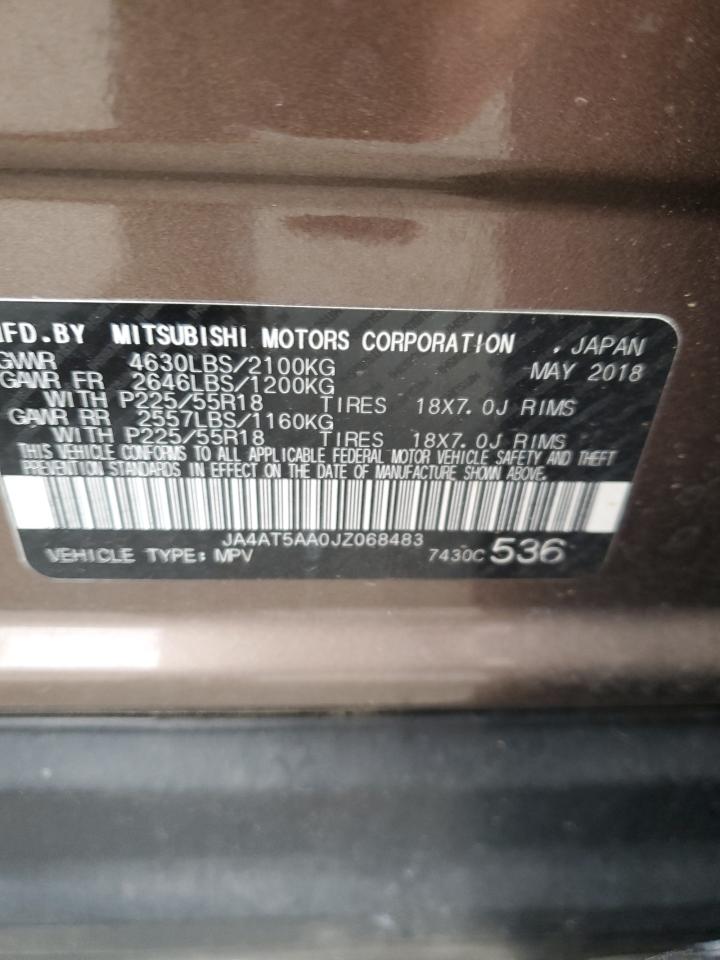 MFD.BY MITSUBISHI MOTORS CORPORATION . JAPAN
GVWR 4630LBS/2100KG MAY 2018
GAWR FR 2646LBS/1200KG
WITH P225/55R18 TIRES 18X7.0J RIMS
GAWR RR 2557LBS/1160KG
WITH P225/55R18 TIRES 18X7.0J RIMS
THIS VEHICLE CONFORMS TO ALL APPLICABLE FEDERAL MOTOR VEHICLE SAFETY AND THEFT
PREVENTION STANDARDS IN EFFECT ON THE DATE OF MANUFACTURE SHOWN ABOVE.
JA4AT5AA0JZ068483
VEHICLE TYPE: MPV 7430C 536